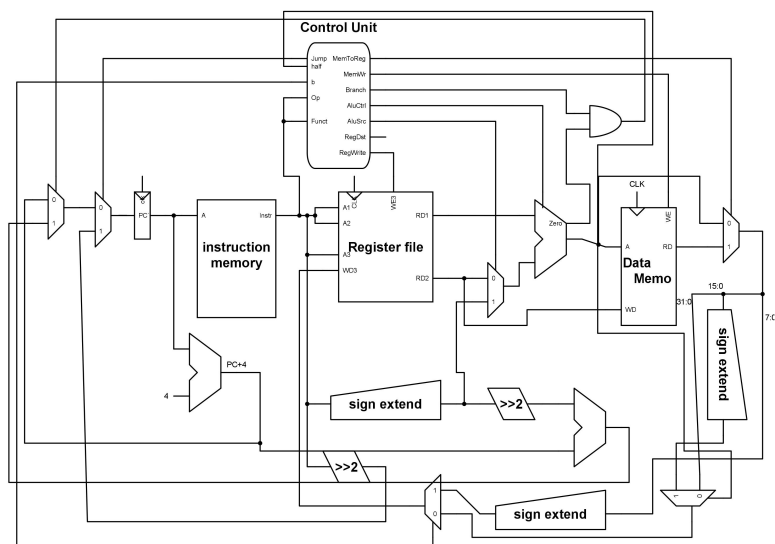 Control Unit
Jump
half
b
Op
Funct
MemToReg
MemWr
Branch
AluCtrl
AluSrc
RegDst
RegWrite
0
1
0
1
PC
A
Instr
instruction
memory
A1
A2
A3
WD3
WE3
RD1
RD2
Register file
0
1
Zero
CLK
A
WE
RD
Data
Memo
WD
31:0
0
1
15:0
7:0
sign extend
PC+4
4
sign extend
>>2
>>2
1
0
sign extend
1
0